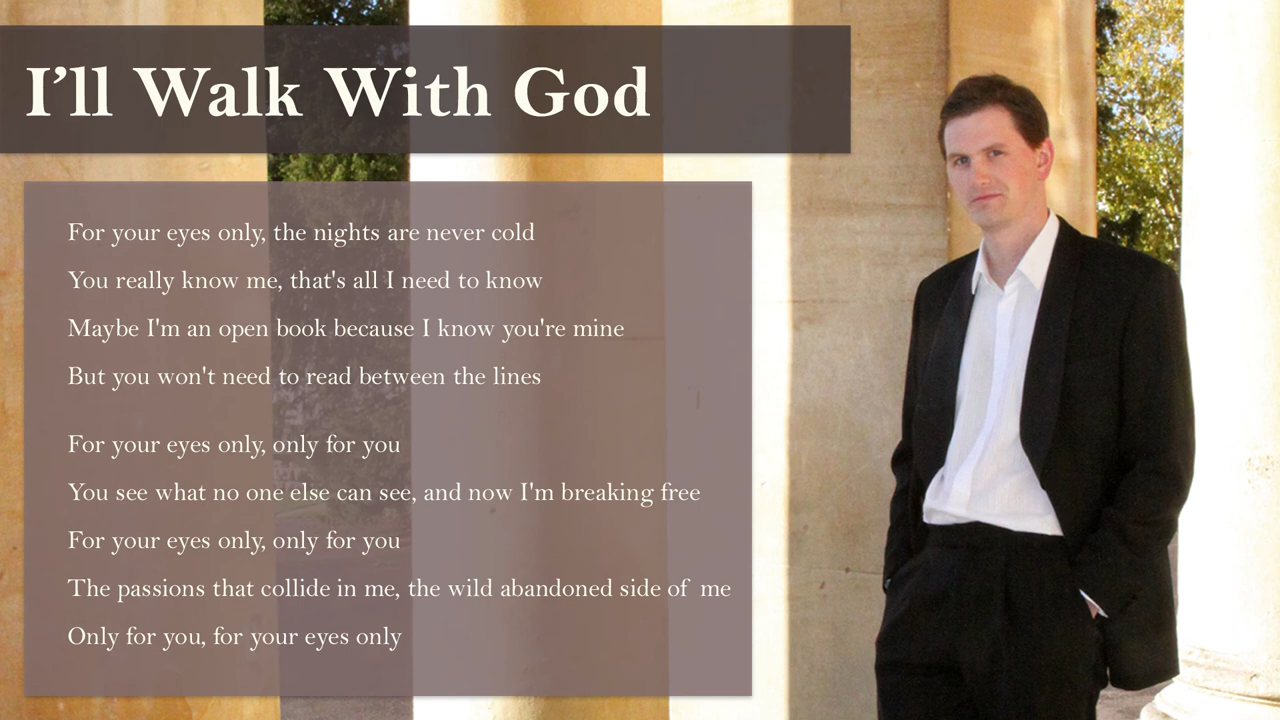 I’ll Walk With God
For your eyes only, the nights are never cold
You really know me, that's all I need to know
Maybe I'm an open book because I know you're mine
But you won't need to read between the lines
For your eyes only, only for you
You see what no one else can see, and now I'm breaking free
For your eyes only, only for you
The passions that collide in me, the wild abandoned side of me
Only for you, for your eyes only